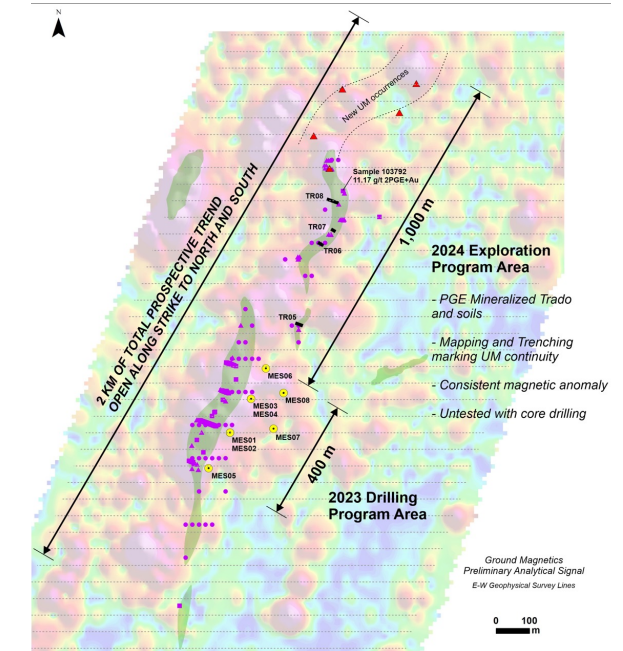 N
New UM occurrences
Sample 103792
11.17 g/t 2PGE+Au
TR08
TR07
TR06
1,000 m
2 KM OF TOTAL PROSPECTIVE TREND
OPEN ALONG STRIKE TO NORTH AND SOUTH
2024 Exploration
Program Area
- PGE Mineralized Trado
and soils
- Mapping and Trenching
marking UM continuity
- Consistent magnetic anomaly
- Untested with core drilling
TR05
MES06
MES08
MES03
MES04
MES07
MES01
MES02
MES05
400 m
2023 Drilling
Program Area
Ground Magnetics
Preliminary Analytical Signal
E-W Geophysical Survey Lines
0 100
m